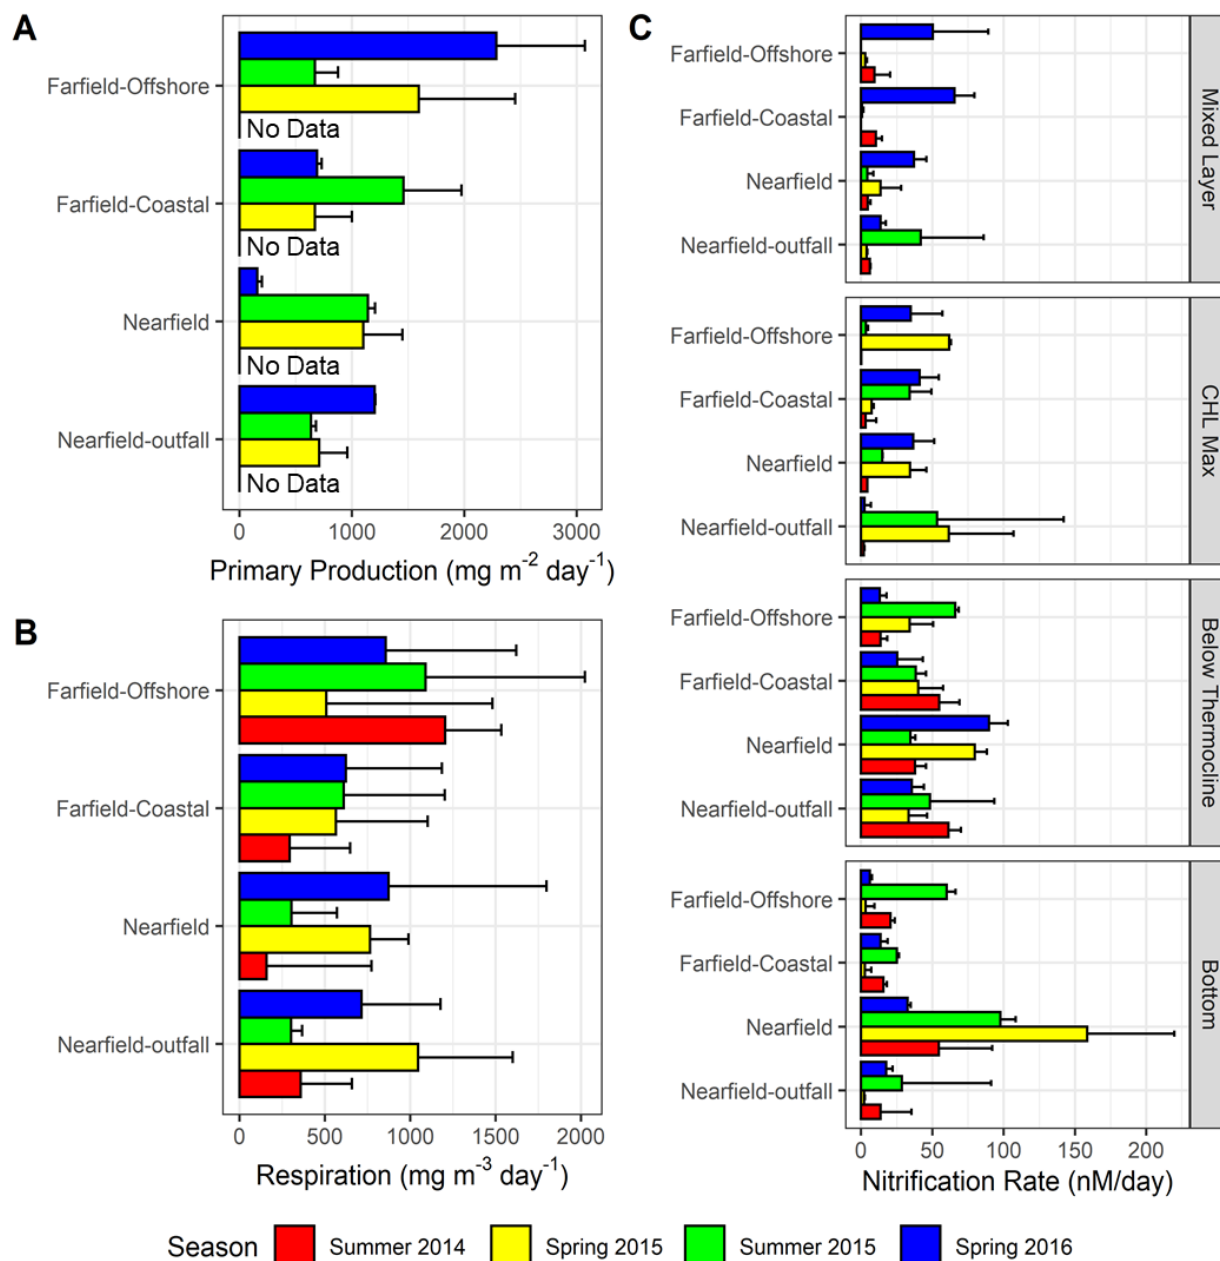 A
Farfield-Offshore
No Data
Farfield-Coastal
No Data
Nearfield
No Data
Nearfield-outfall
No Data
0 1000 2000 3000
Primary Production (mg m⁻² day⁻¹)
B
Farfield-Offshore
Farfield-Coastal
Nearfield
Nearfield-outfall
0 500 1000 1500 2000
Respiration (mg m⁻³ day⁻¹)
C
Farfield-Offshore
Farfield-Coastal
Nearfield
Nearfield-outfall
Mixed Layer
Farfield-Offshore
Farfield-Coastal
Nearfield
Nearfield-outfall
CHL Max
Farfield-Offshore
Farfield-Coastal
Nearfield
Nearfield-outfall
Below Thermocline
Farfield-Offshore
Farfield-Coastal
Nearfield
Nearfield-outfall
Bottom
0 50 100 150 200
Nitrification Rate (nM/day)
Season Summer 2014 Spring 2015 Summer 2015 Spring 2016